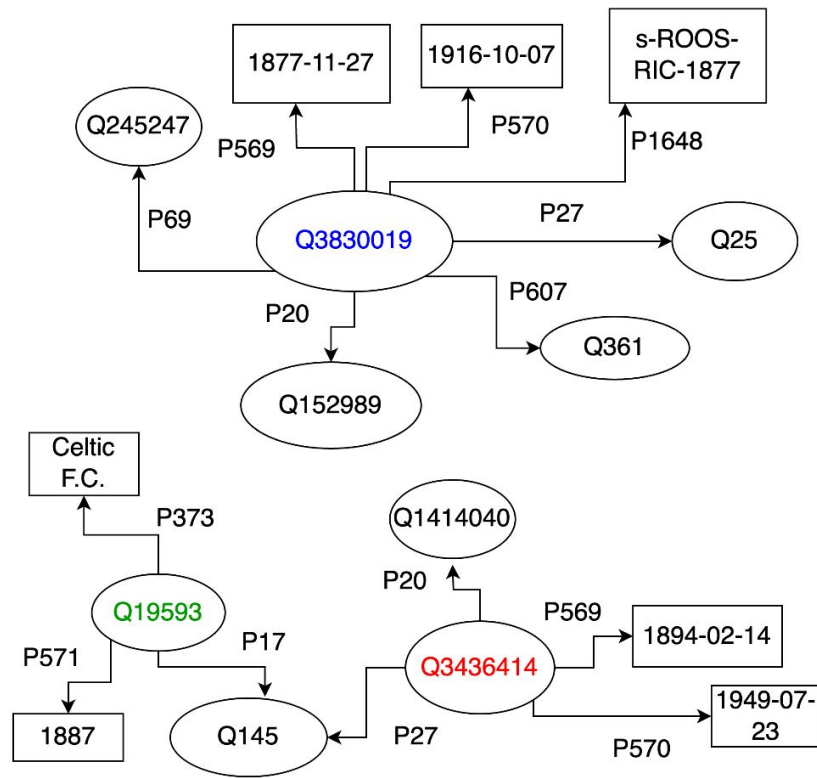 s-ROOS-
RIC-1877
1877-11-27
1916-10-07
Q245247
P569
P570
P1648
P69
P27
Q3830019
Q25
P20
P607
Q361
Q152989
Celtic
F.C.
P373
Q1414040
P20
Q19593
P569
1894-02-14
P571
P17
Q3436414
1887
Q145
P27
P570
1949-07-
23